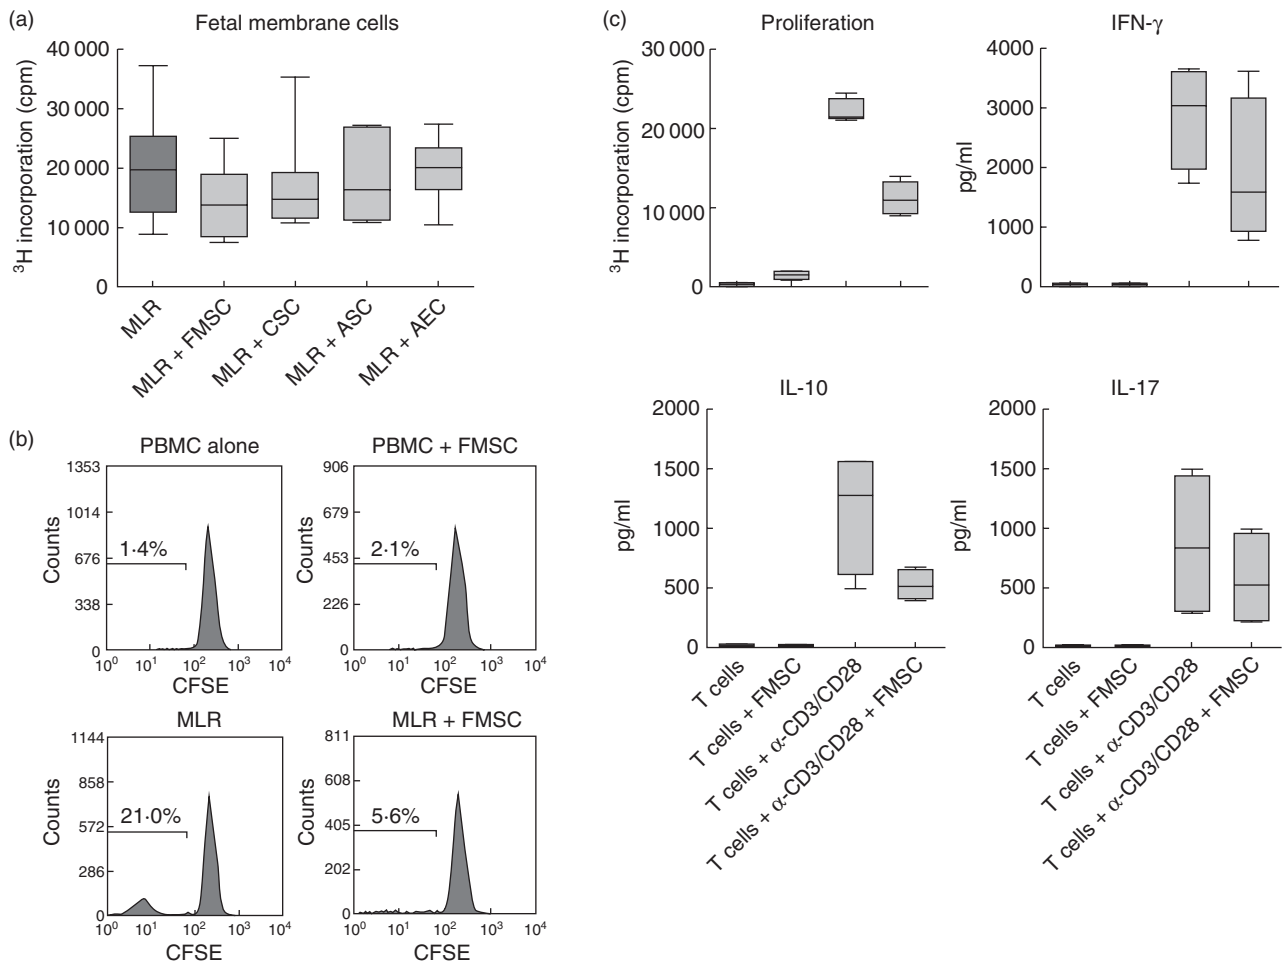 (a)
Fetal membrane cells
³H incorporation (cpm)
40 000
30 000
20 000
10 000
0
MLR
MLR + FMSC
MLR + CSC
MLR + ASC
MLR + AEC
(b)
PBMC alone
Counts
1353
1014
676
338
0
1·4%
10⁰ 10¹ 10² 10³ 10⁴
CFSE
PBMC + FMSC
Counts
906
679
453
226
0
2·1%
10⁰ 10¹ 10² 10³ 10⁴
CFSE
MLR
Counts
1144
858
572
286
0
21·0%
10⁰ 10¹ 10² 10³ 10⁴
CFSE
MLR + FMSC
Counts
811
608
405
202
0
5·6%
10⁰ 10¹ 10² 10³ 10⁴
CFSE
(c)
Proliferation
³H incorporation (cpm)
30 000
20 000
10 000
0
IFN-γ
pg/ml
4000
3000
2000
1000
0
IL-10
pg/ml
2000
1500
1000
500
0
T cells
T cells + FMSC
T cells + α-CD3/CD28
T cells + α-CD3/CD28 + FMSC
IL-17
pg/ml
2000
1500
1000
500
0
T cells
T cells + FMSC
T cells + α-CD3/CD28
T cells + α-CD3/CD28 + FMSC